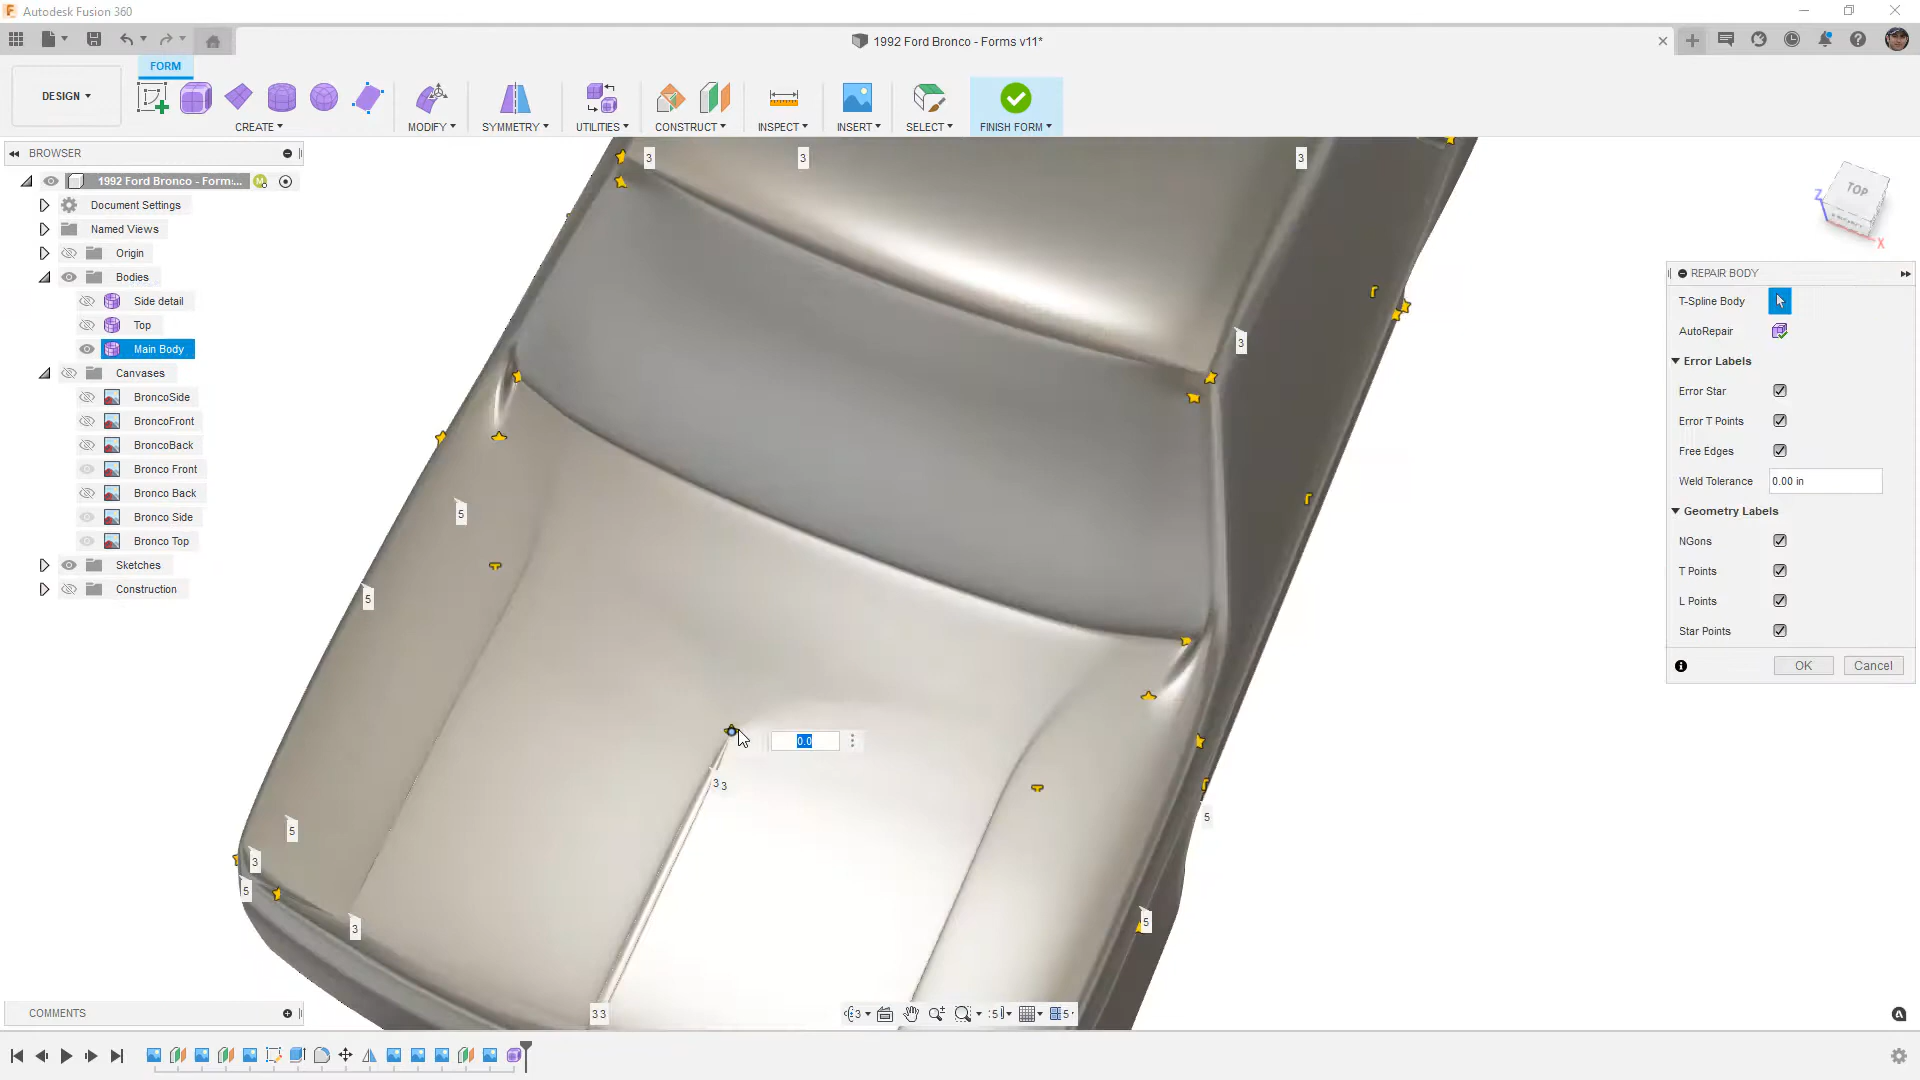 Autodesk Fusion 360
1992 Ford Bronco - Forms v11*
FORM
DESIGN
CREATE
MODIFY
SYMMETRY
UTILITIES
CONSTRUCT
INSPECT
INSERT
SELECT
FINISH FORM
BROWSER
1992 Ford Bronco - Form:...
M
Document Settings
Named Views
Origin
Bodies
Side detail
Top
Main Body
Canvases
BroncoSide
BroncoFront
BroncoBack
Bronco Front
Bronco Back
Bronco Side
Bronco Top
Sketches
Construction
3
3
3
3
5
5
5
3
5
3
3 3
3 3
0.0
5
5
TOP
Z
X
REPAIR BODY
T-Spline Body
AutoRepair
Error Labels
Error Star
Error T Points
Free Edges
Weld Tolerance 0.00 in
Geometry Labels
NGons
T Points
L Points
Star Points
OK Cancel
COMMENTS